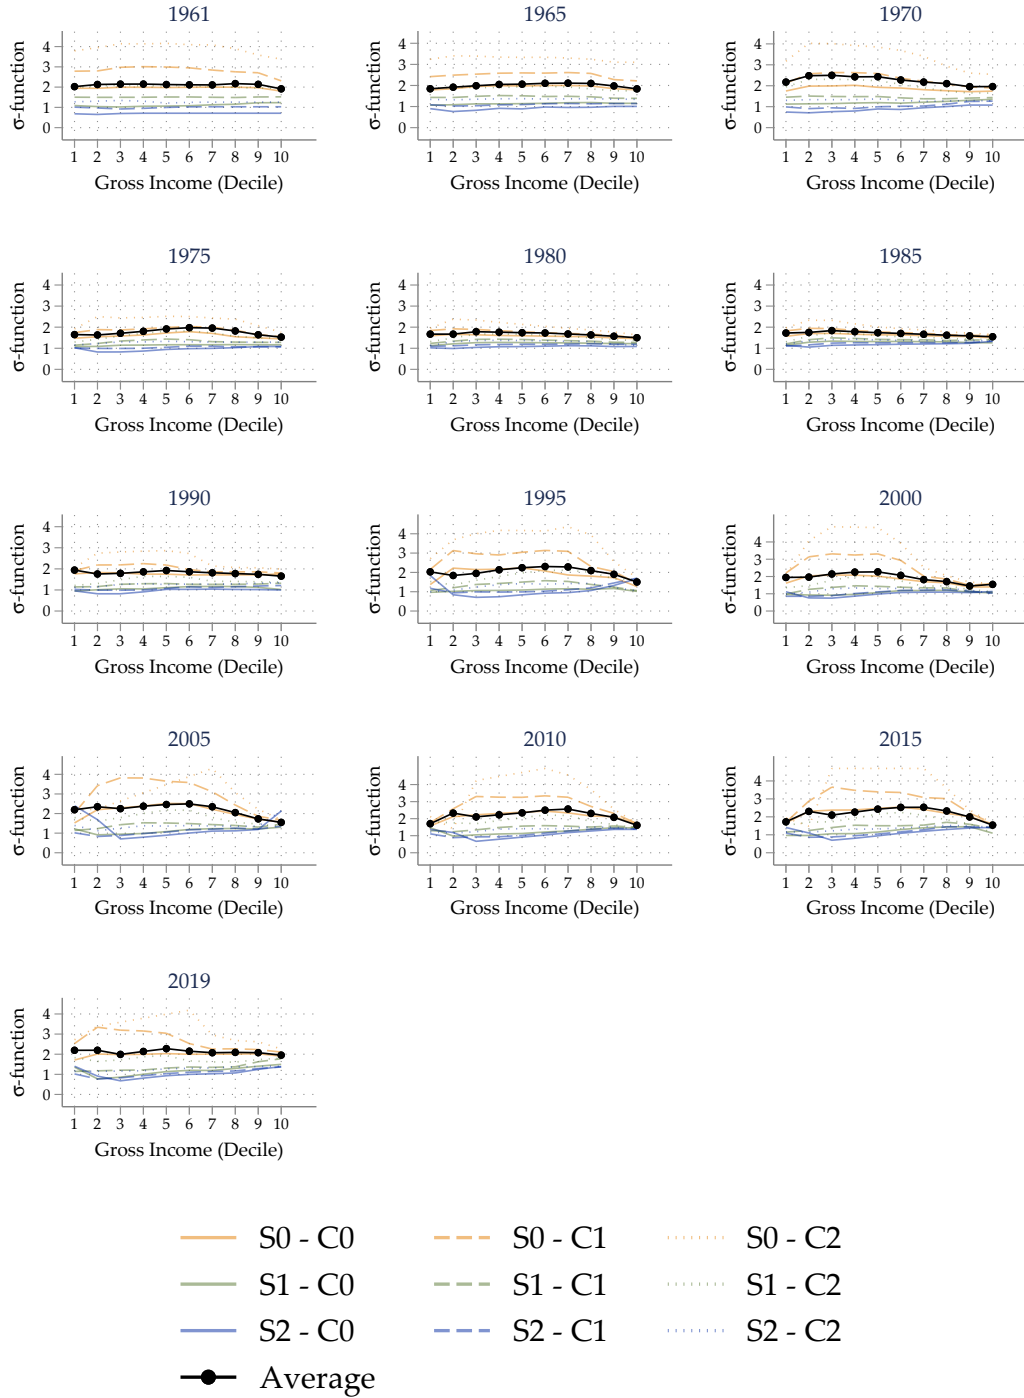 1961
1965
1970
σ-function
4
3
2
1
0
1 2 3 4 5 6 7 8 9 10
Gross Income (Decile)
σ-function
4
3
2
1
0
1 2 3 4 5 6 7 8 9 10
Gross Income (Decile)
σ-function
4
3
2
1
0
1 2 3 4 5 6 7 8 9 10
Gross Income (Decile)
1975
1980
1985
σ-function
4
3
2
1
0
1 2 3 4 5 6 7 8 9 10
Gross Income (Decile)
σ-function
4
3
2
1
0
1 2 3 4 5 6 7 8 9 10
Gross Income (Decile)
σ-function
4
3
2
1
0
1 2 3 4 5 6 7 8 9 10
Gross Income (Decile)
1990
1995
2000
σ-function
4
3
2
1
0
1 2 3 4 5 6 7 8 9 10
Gross Income (Decile)
σ-function
4
3
2
1
0
1 2 3 4 5 6 7 8 9 10
Gross Income (Decile)
σ-function
4
3
2
1
0
1 2 3 4 5 6 7 8 9 10
Gross Income (Decile)
2005
2010
2015
σ-function
4
3
2
1
0
1 2 3 4 5 6 7 8 9 10
Gross Income (Decile)
σ-function
4
3
2
1
0
1 2 3 4 5 6 7 8 9 10
Gross Income (Decile)
σ-function
4
3
2
1
0
1 2 3 4 5 6 7 8 9 10
Gross Income (Decile)
2019
σ-function
4
3
2
1
0
1 2 3 4 5 6 7 8 9 10
Gross Income (Decile)
S0 - C0 S0 - C1 S0 - C2
S1 - C0 S1 - C1 S1 - C2
S2 - C0 S2 - C1 S2 - C2
Average